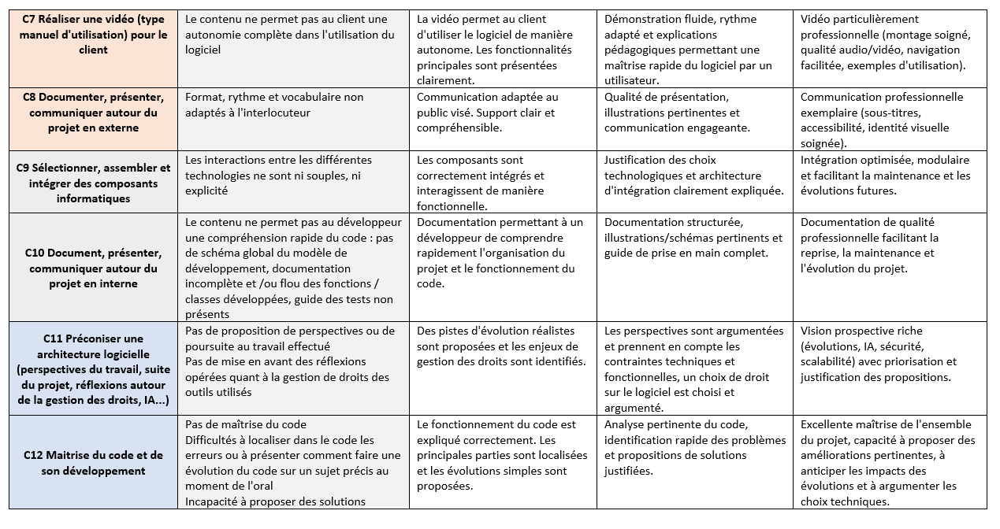 C7 Réaliser une vidéo (type
manuel d'utilisation) pour le
client
Le contenu ne permet pas au client une
autonomie complète dans l'utilisation du
logiciel
La vidéo permet au client
d'utiliser le logiciel de manière
autonome. Les fonctionnalités
principales sont présentées
clairement.
Démonstration fluide, rythme
adapté et explications
pédagogiques permettant une
maîtrise rapide du logiciel par un
utilisateur.
Vidéo particulièrement
professionnelle (montage soigné,
qualité audio/vidéo, navigation
facilitée, exemples d'utilisation).
C8 Documenter, présenter,
communiquer autour du
projet en externe
Format, rythme et vocabulaire non
adaptés à l'interlocuteur
Communication adaptée au
public visé. Support clair et
compréhensible.
Qualité de présentation,
illustrations pertinentes et
communication engageante.
Communication professionnelle
exemplaire (sous-titres,
accessibilité, identité visuelle
soignée).
C9 Sélectionner, assembler et
intégrer des composants
informatiques
Les interactions entre les différentes
technologies ne sont ni souples, ni
explicité
Les composants sont
correctement intégrés et
interagissent de manière
fonctionnelle.
Justification des choix
technologiques et architecture
d'intégration clairement expliquée.
Intégration optimisée, modulaire
et facilitant la maintenance et les
évolutions futures.
C10 Document, présenter,
communiquer autour du
projet en interne
Le contenu ne permet pas au développeur
une compréhension rapide du code : pas
de schéma global du modèle de
développement, documentation
incomplète et /ou flou des fonctions /
classes développées, guide des tests non
présents
Documentation permettant à un
développeur de comprendre
rapidement l'organisation du
projet et le fonctionnement du
code.
Documentation structurée,
illustrations/schémas pertinents et
guide de prise en main complet.
Documentation de qualité
professionnelle facilitant la
reprise, la maintenance et
l'évolution du projet.
C11 Préconiser une
architecture logicielle
(perspectives du travail, suite
du projet, réflexions autour
de la gestion des droits, IA...)
Pas de proposition de perspectives ou de
poursuite au travail effectué
Pas de mise en avant des réflexions
opérées quant à la gestion de droits des
outils utilisés
Des pistes d'évolution réalistes
sont proposées et les enjeux de
gestion des droits sont identifiés.
Les perspectives sont argumentées
et prennent en compte les
contraintes techniques et
fonctionnelles, un choix de droit
sur le logiciel est choisi et
argumenté.
Vision prospective riche
(évolutions, IA, sécurité,
scalabilité) avec priorisation et
justification des propositions.
C12 Maitrise du code et de
son développement
Pas de maîtrise du code
Difficultés à localiser dans le code les
erreurs ou à présenter comment faire une
évolution du code sur un sujet précis au
moment de l'oral
Incapacité à proposer des solutions
Le fonctionnement du code est
expliqué correctement. Les
principales parties sont localisées
et les évolutions simples sont
proposées.
Analyse pertinente du code,
identification rapide des problèmes
et propositions de solutions
justifiées.
Excellente maîtrise de l'ensemble
du projet, capacité à proposer des
améliorations pertinentes, à
anticiper les impacts des
évolutions et à argumenter les
choix techniques.